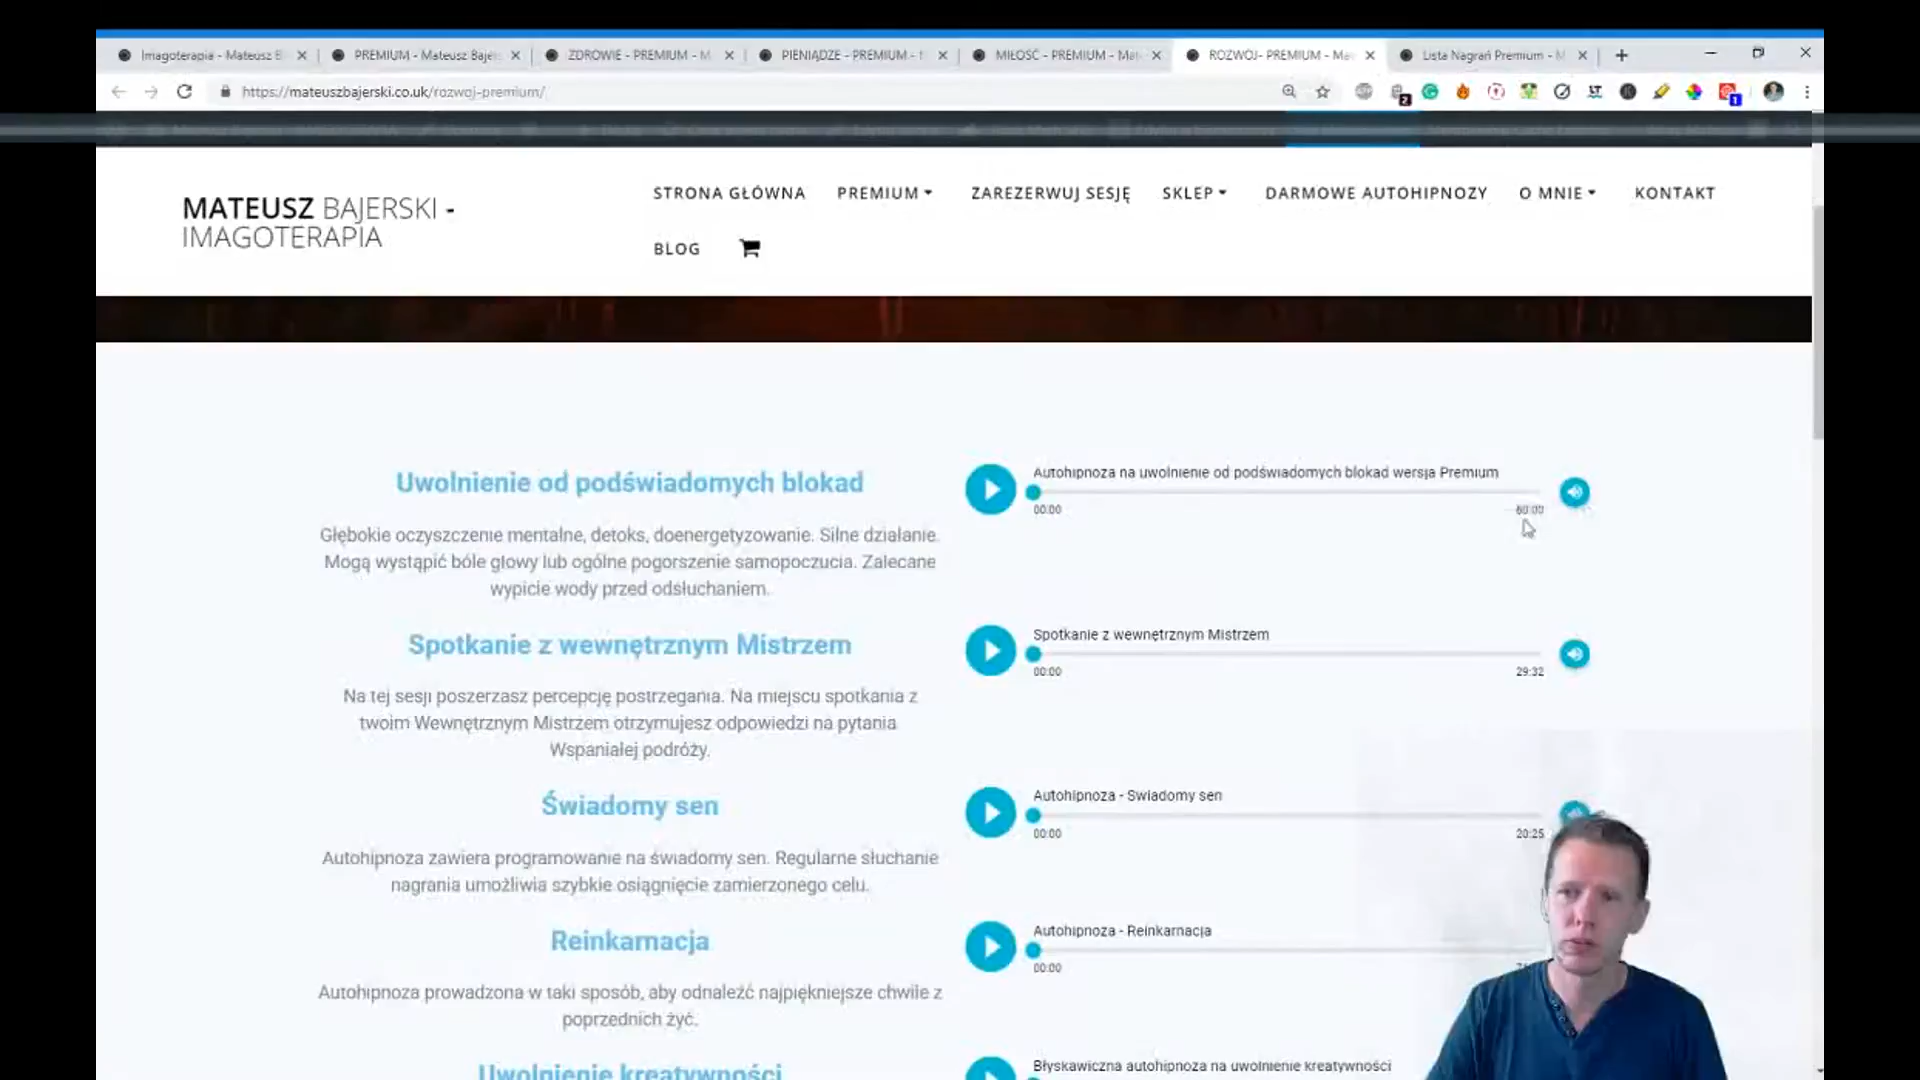 Imagoterapia - Mateusz B
PREMIUM - Mateusz Bajer
ZDROWIE - PREMIUM - M
PIENIĄDZE - PREMIUM -
MIŁOŚĆ - PREMIUM - Mat
ROZWÓJ- PREMIUM - Ma
Lista Nagrań Premium - M
https://mateuszbajerski.co.uk/rozwoj-premium/
MATEUSZ BAJERSKI -
IMAGOTERAPIA
STRONA GŁÓWNA
PREMIUM
ZAREZERWUJ SESJĘ
SKLEP
DARMOWE AUTOHIPNOZY
O MNIE
KONTAKT
BLOG
Uwolnienie od podświadomych blokad
Głębokie oczyszczenie mentalne, detoks, doenergetyzowanie. Silne działanie.
Mogą wystąpić bóle głowy lub ogólne pogorszenie samopoczucia. Zalecane
wypicie wody przed odsłuchaniem.
Autohipnoza na uwolnienie od podświadomych blokad wersja Premium
00:00
60:00
Spotkanie z wewnętrznym Mistrzem
Na tej sesji poszerzasz percepcję postrzegania. Na miejscu spotkania z
twoim Wewnętrznym Mistrzem otrzymujesz odpowiedzi na pytania
Wspaniałej podróży.
Spotkanie z wewnętrznym Mistrzem
00:00
29:32
Świadomy sen
Autohipnoza zawiera programowanie na świadomy sen. Regularne słuchanie
nagrania umożliwia szybkie osiągnięcie zamierzonego celu.
Autohipnoza - Świadomy sen
00:00
20:25
Reinkarnacja
Autohipnoza prowadzona w taki sposób, aby odnaleźć najpiękniejsze chwile z
poprzednich żyć.
Autohipnoza - Reinkarnacja
00:00
Uwolnienie kreatywności
Błyskawiczna autohipnoza na uwolnienie kreatywności